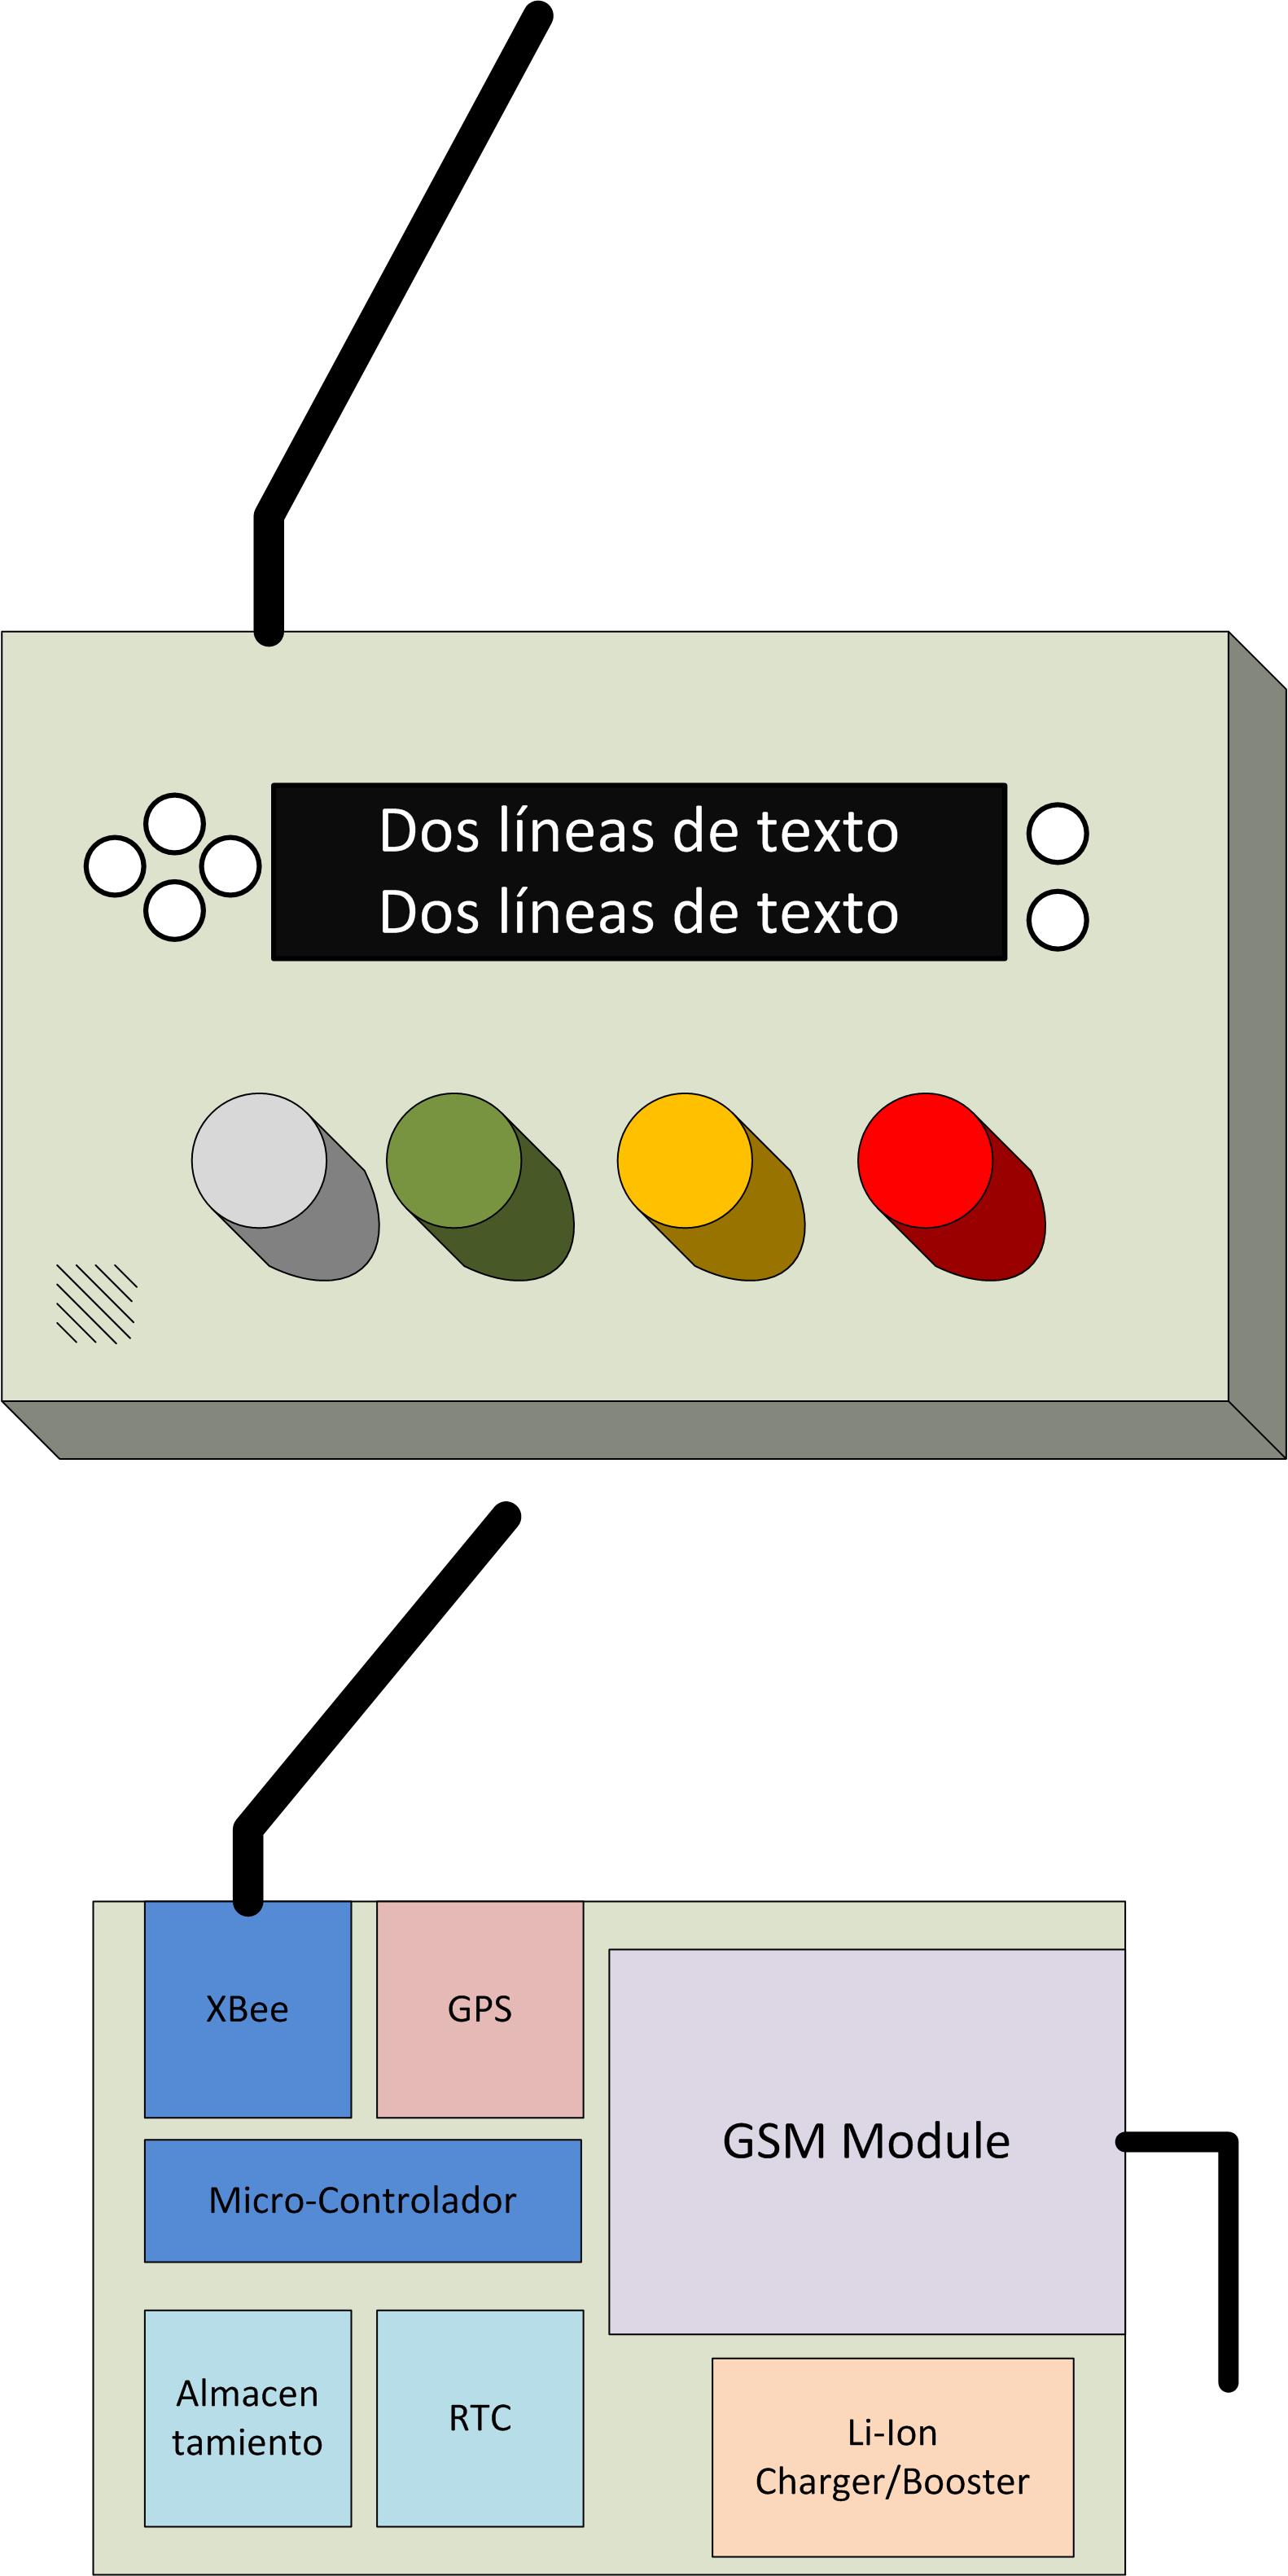 Dos líneas de texto
Dos líneas de texto
XBee
GPS
GSM Module
Micro-Controlador
Almacen
tamiento
RTC
Li-Ion
Charger/Booster